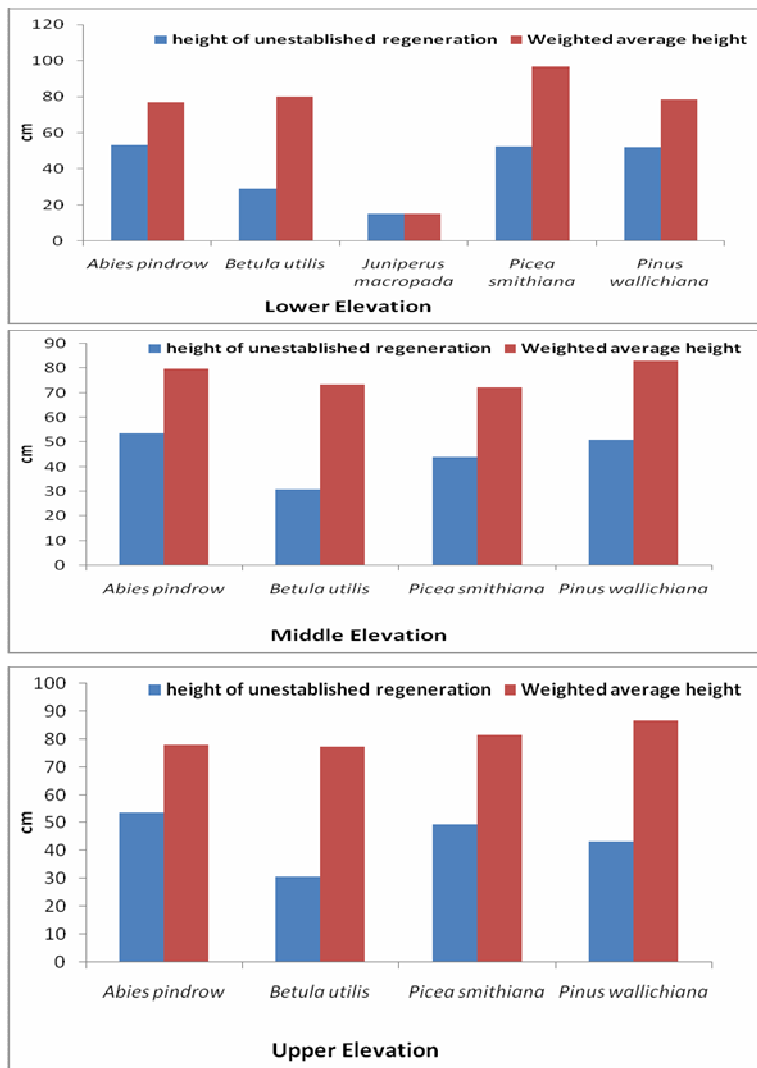 120
height of unestablished regeneration Weighted average height
100
80
60
40
20
0
cm
Abies pindrow Betula utilis Juniperus macropada Picea smithiana Pinus wallichiana
Lower Elevation
90
height of unestablished regeneration Weighted average height
80
70
60
50
40
30
20
10
0
cm
Abies pindrow Betula utilis Picea smithiana Pinus wallichiana
Middle Elevation
100
height of unestablished regeneration Weighted average height
90
80
70
60
50
40
30
20
10
0
cm
Abies pindrow Betula utilis Picea smithiana Pinus wallichiana
Upper Elevation